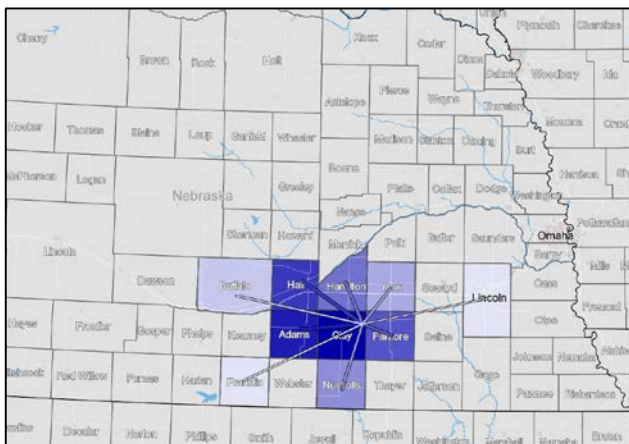 Cherry
Brown
Rock
Holt
Knox
Cedar
Dixon
Dakota
Plymouth
Cherokee
Woodbury
Ida
Antelope
Pierce
Wayne
Thurston
Monona
Hooker
Thomas
Blaine
Loup
Garfield
Wheeler
Madison
Stanton
Cuming
Burt
Harrison
McPherson
Logan
Nebraska
Greeley
Boone
Platte
Colfax
Dodge
Washington
Nance
Sherman
Howard
Merrick
Polk
Butler
Saunders
Omaha
Sarpy
Lincoln
Dawson
Buffalo
Hall
Hamilton
Seward
Lincoln
Cass
Mills
Hayes
Frontier
Gosper
Phelps
Kearney
Adams
Clay
Fillmore
Saline
Otoe
Fremont
Red Willow
Furnas
Harlan
Franklin
Webster
Nuckolls
Thayer
Jefferson
Gage
Johnson
Nemaha
Pawnee
Richardson
Decatur
Norton
Phillips
Smith
Jewell
Republic
Washington
Marshall
Brown